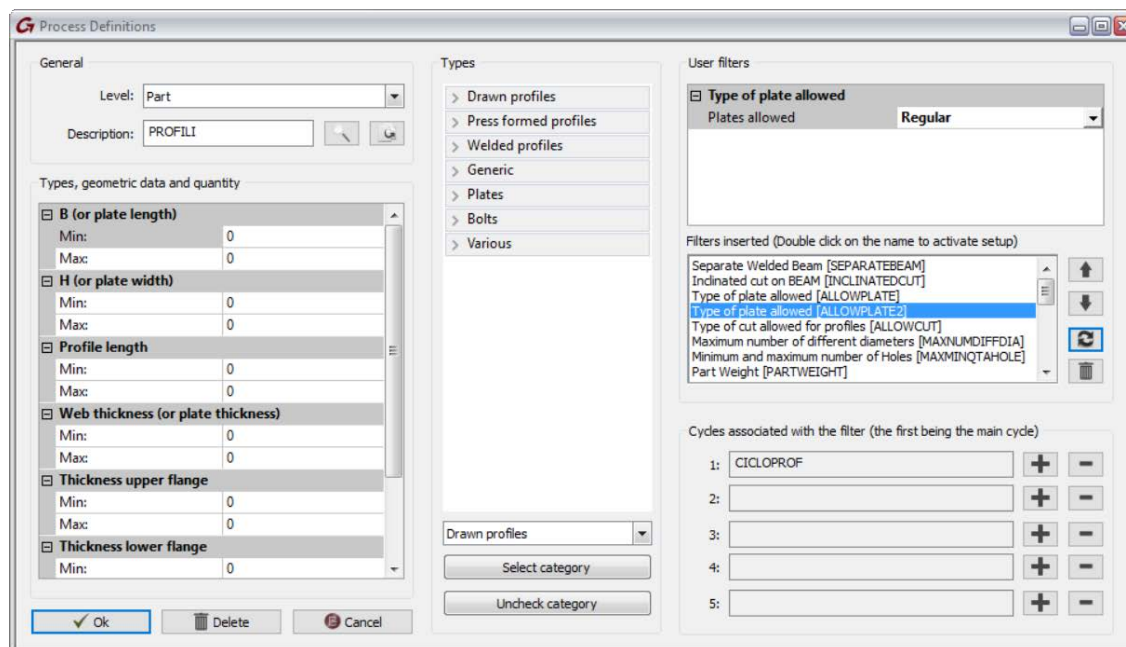 Process Definitions
General
Level: Part
Description: PROFILI
Types, geometric data and quantity
B (or plate length)
Min: 0
Max: 0
H (or plate width)
Min: 0
Max: 0
Profile length
Min: 0
Max: 0
Web thickness (or plate thickness)
Min: 0
Max: 0
Thickness upper flange
Min: 0
Max: 0
Thickness lower flange
Min: 0
Ok Delete Cancel
Types
Drawn profiles
Press formed profiles
Welded profiles
Generic
Plates
Bolts
Various
Drawn profiles
Select category
Uncheck category
User filters
Type of plate allowed
Plates allowed Regular
Filters inserted (Double click on the name to activate setup)
Separate Welded Beam [SEPARATEBEAM]
Inclinated cut on BEAM [INCLINATEDCUT]
Type of plate allowed [ALLOWPLATE]
Type of plate allowed [ALLOWPLATE2]
Type of cut allowed for profiles [ALLOWCUT]
Maximum number of different diameters [MAXNUMDIFFDIA]
Minimum and maximum number of Holes [MAXMINQTAHOLE]
Part Weight [PARTWEIGHT]
Cycles associated with the filter (the first being the main cycle)
1: CICLOPROF
2:
3:
4:
5: